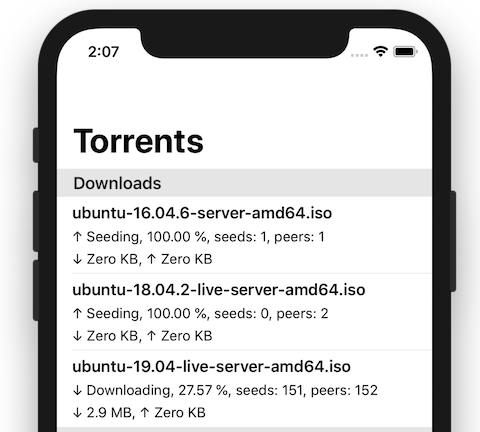 2:07
Torrents
Downloads
ubuntu-16.04.6-server-amd64.iso
↑ Seeding, 100.00 %, seeds: 1, peers: 1
↓ Zero KB, ↑ Zero KB
ubuntu-18.04.2-live-server-amd64.iso
↑ Seeding, 100.00 %, seeds: 0, peers: 2
↓ Zero KB, ↑ Zero KB
ubuntu-19.04-live-server-amd64.iso
↓ Downloading, 27.57 %, seeds: 151, peers: 152
↓ 2.9 MB, ↑ Zero KB